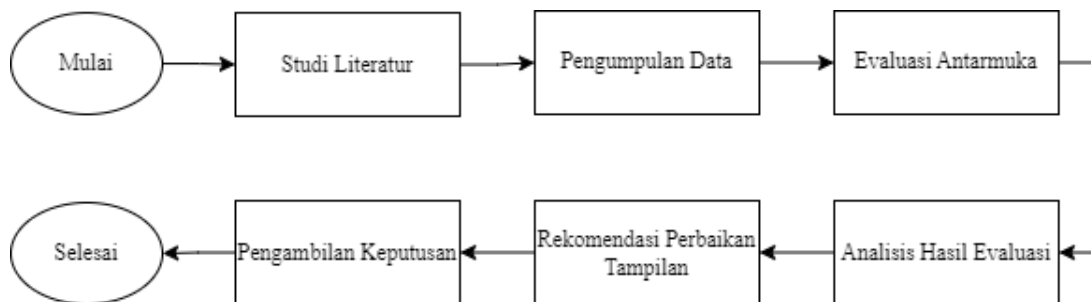 Mulai
Studi Literatur
Pengumpulan Data
Evaluasi Antarmuka
Selesai
Pengambilan Keputusan
Rekomendasi Perbaikan
Tampilan
Analisis Hasil Evaluasi